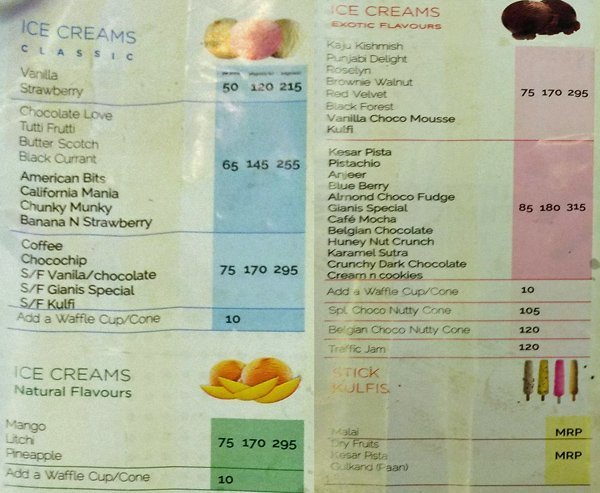 ICE CREAMS
CLASSIC
Vanilla
Strawberry
50 120 215
Chocolate Love
Tutti Frutti
Butter Scotch
Black Currant
American Bits
California Mania
Chunky Munky
Banana N Strawberry
65 145 255
Coffee
Chocochip
S/F Vanila/chocolate
S/F Gianis Special
S/F Kulfi
75 170 295
Add a Waffle Cup/Cone 10
ICE CREAMS
Natural Flavours
Mango
Litchi
Pineapple
75 170 295
Add a Waffle Cup/Cone 10
ICE CREAMS
EXOTIC FLAVOURS
Kaju Kishmish
Punjabi Delight
Roselyn
Brownie Walnut
Red Velvet
Black Forest
Vanilla Choco Mousse
Kulfi
75 170 295
Kesar Pista
Pistachio
Anjeer
Blue Berry
Almond Choco Fudge
Gianis Special
Café Mocha
Belgian Chocolate
Huney Nut Crunch
Karamel Sutra
Crunchy Dark Chocolate
Cream n cookies
85 180 315
Add a Waffle Cup/Cone 10
Spl. Choco Nutty Cone 105
Belgian Choco Nutty Cone 120
Traffic Jam 120
STICK
KULFIS
Malai MRP
Dry Fruits
Kesar Pista MRP
Gulkand (Paan)